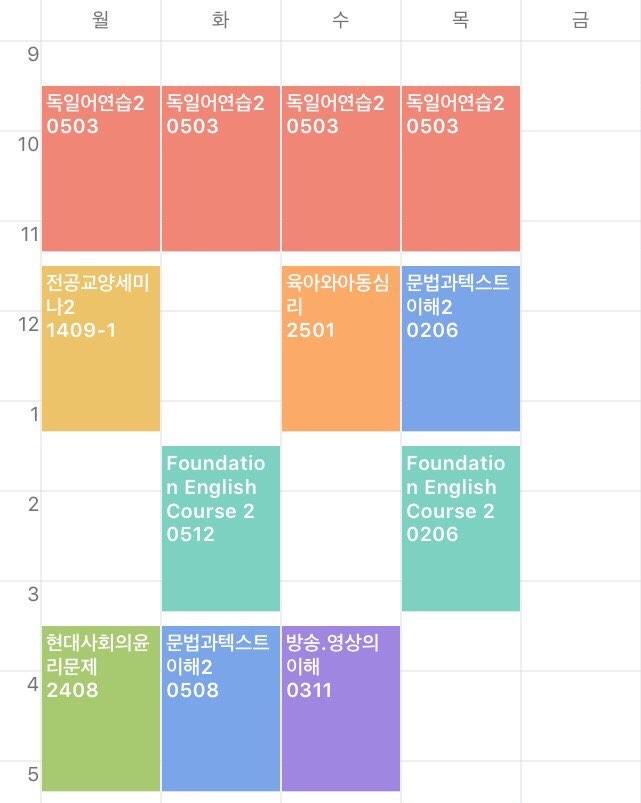 월 화 수 목 금
9
독일어연습2 독일어연습2 독일어연습2 독일어연습2
0503 0503 0503 0503
10
11
전공교양세미 육아와아동심 문법과텍스트
나2 리 이해2
12
1409-1 2501 0206
1
Foundatio Foundatio
n English n English
2
Course 2 Course 2
0512 0206
3
현대사회의윤 문법과텍스트 방송.영상의
리문제 이해2 이해
4
2408 0508 0311
5